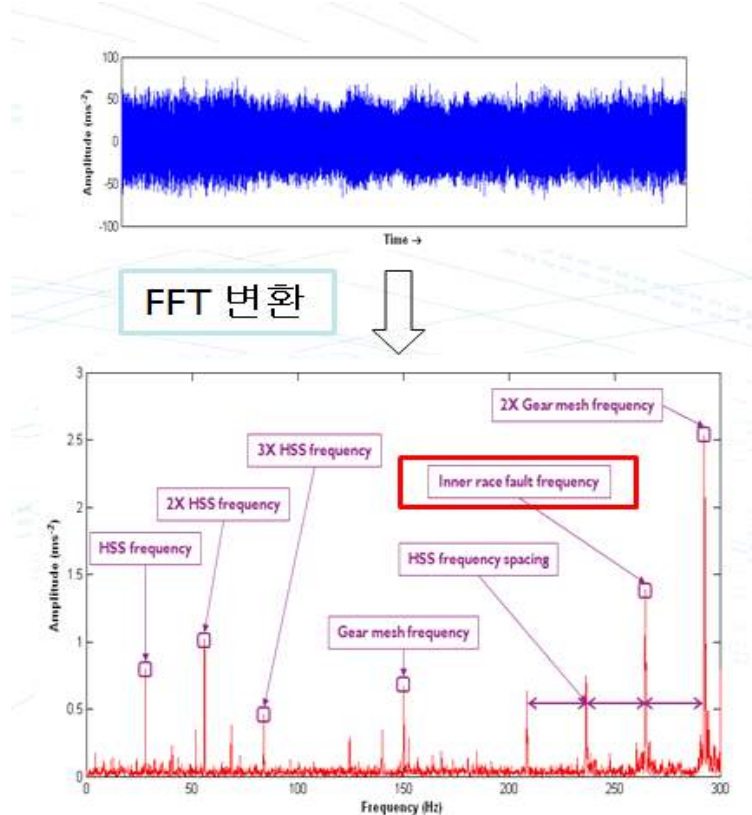 100
50
0
-50
-100
Amplitude (ms⁻²)
Time →
FFT 변환
3
2.5
2
1.5
1
0.5
0
Amplitude (ms⁻²)
2X Gear mesh frequency
3X HSS frequency
Inner race fault frequency
2X HSS frequency
HSS frequency
HSS frequency spacing
Gear mesh frequency
0
50
100
150
200
250
300
Frequency (Hz)